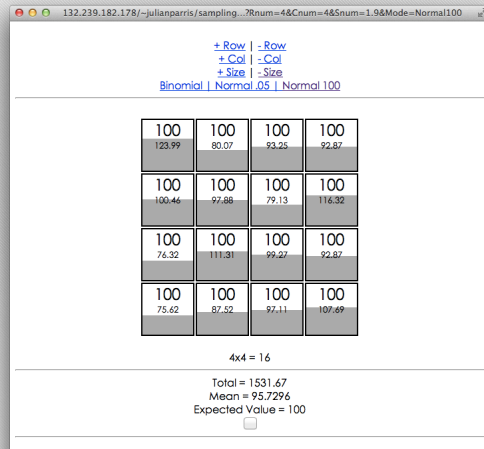 132.239.182.178/~julianparris/sampling...?Rnum=4&Cnum=4&Snum=1.9&Mode=Normal100
+ Row | - Row
+ Col | - Col
+ Size | - Size
Binomial | Normal .05 | Normal 100
100 100 100 100
123.99 80.07 93.25 92.87
100 100 100 100
100.46 97.88 79.13 116.32
100 100 100 100
76.32 111.31 99.27 92.87
100 100 100 100
75.62 87.52 97.11 107.69
4x4 = 16
Total = 1531.67
Mean = 95.7296
Expected Value = 100